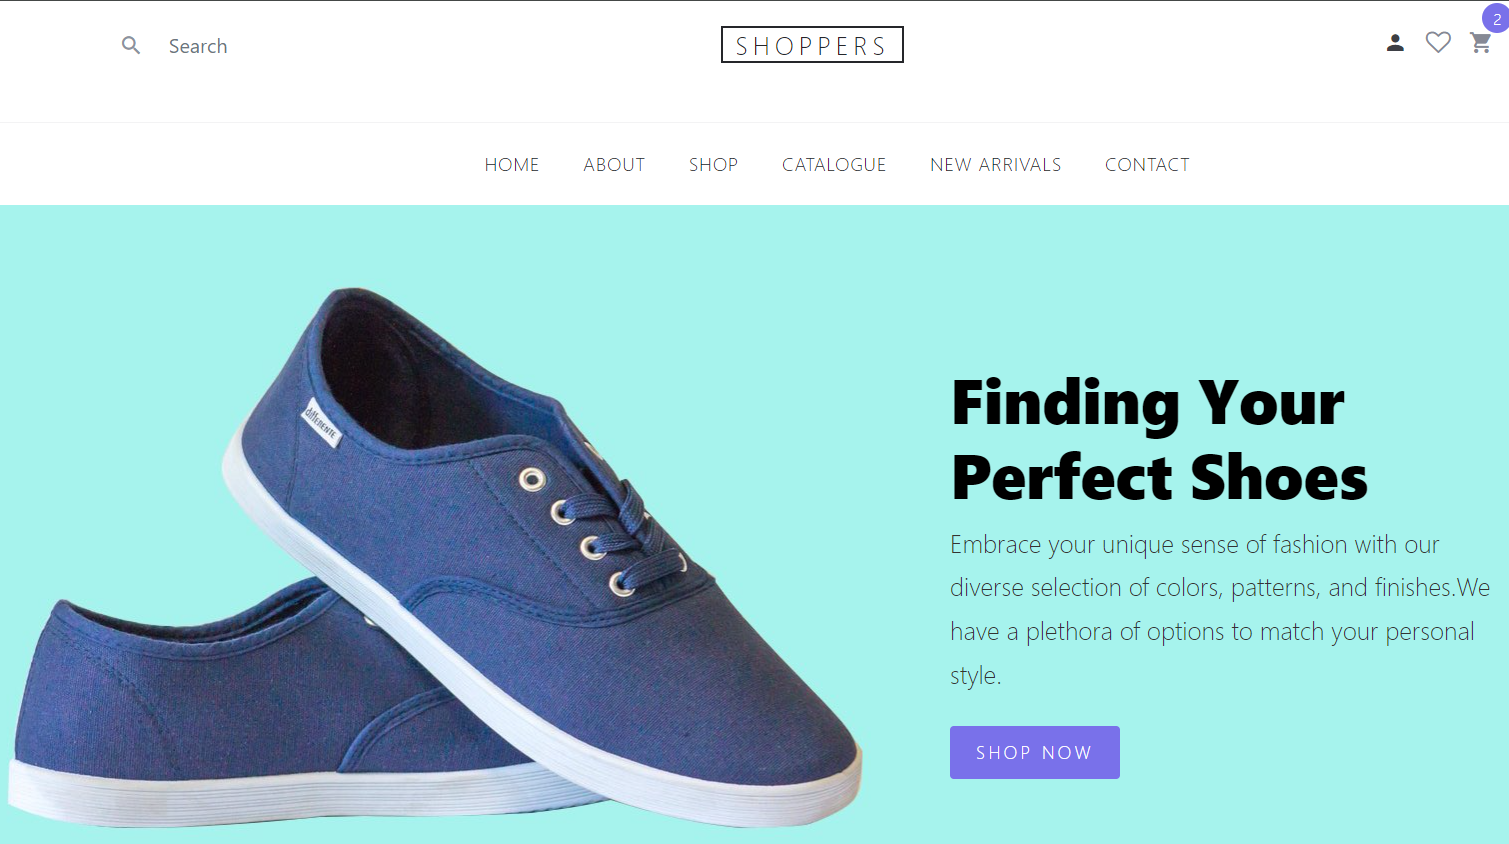 Search
SHOPPERS
2
HOME ABOUT SHOP CATALOGUE NEW ARRIVALS CONTACT
differente
Finding Your
Perfect Shoes
Embrace your unique sense of fashion with our
diverse selection of colors, patterns, and finishes.We
have a plethora of options to match your personal
style.
SHOP NOW